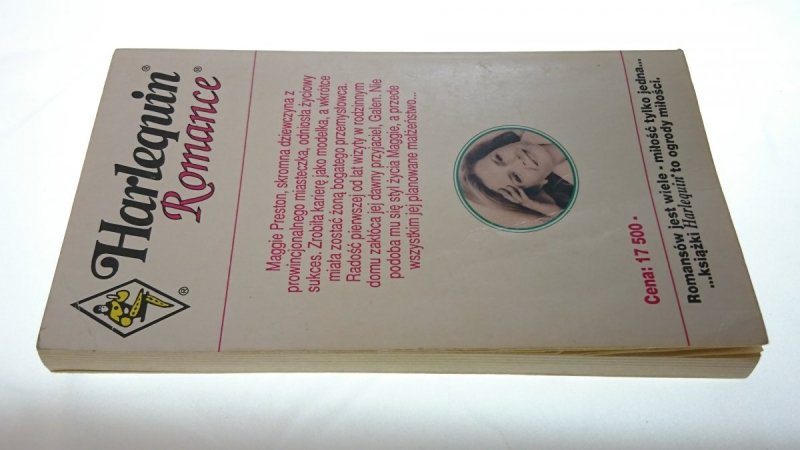 Harlequin®
Romance®
®
Maggie Preston, skromna dziewczyna z
prowincjonalnego miasteczka, odniosła życiowy
sukces. Zrobiła karierę jako modelka, a wkrótce
miała zostać żoną bogatego przemysłowca.
Radość pierwszej od lat wizyty w rodzinnym
domu zakłóca jej dawny przyjaciel, Galen. Nie
podoba mu się styl życia Maggie, a przede
wszystkim jej planowane małżeństwo...
Cena: 17 500.-
Romansów jest wiele - miłość tylko jedna...
...książki Harlequin® to ogrody miłości.